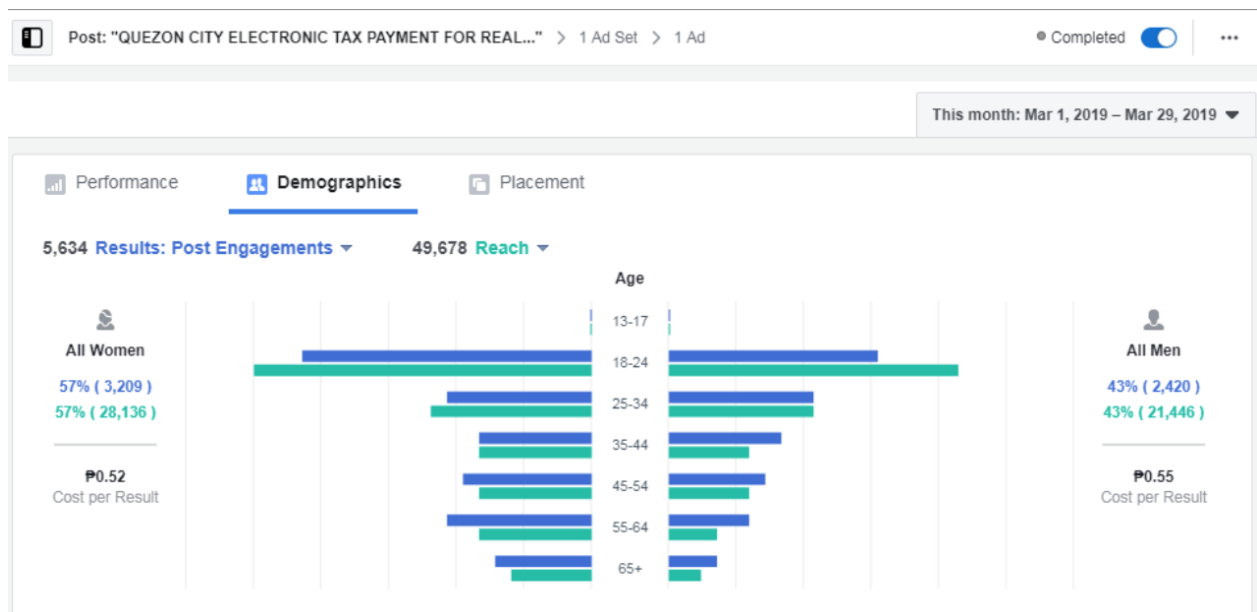 Post: "QUEZON CITY ELECTRONIC TAX PAYMENT FOR REAL..." > 1 Ad Set > 1 Ad
Completed
This month: Mar 1, 2019 – Mar 29, 2019
Performance
Demographics
Placement
5,634 Results: Post Engagements
49,678 Reach
Age
All Women
57% ( 3,209 )
57% ( 28,136 )
₱0.52
Cost per Result
13-17
18-24
25-34
35-44
45-54
55-64
65+
All Men
43% ( 2,420 )
43% ( 21,446 )
₱0.55
Cost per Result